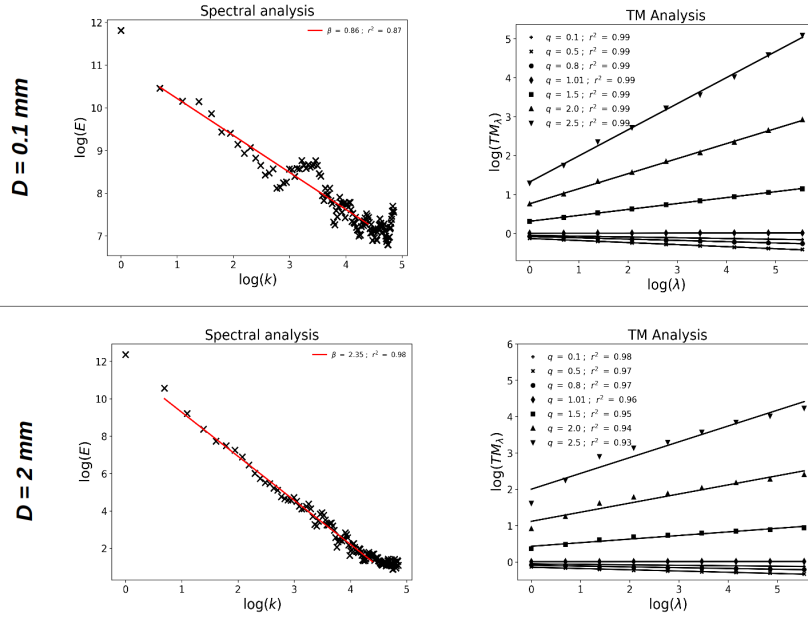 D = 0.1 mm
Spectral analysis
β = 0.86 ; r² = 0.87
log(E)
12
11
10
9
8
7
0 1 2 3 4 5
log(k)
TM Analysis
q = 0.1 ; r² = 0.99
q = 0.5 ; r² = 0.99
q = 0.8 ; r² = 0.99
q = 1.01 ; r² = 0.99
q = 1.5 ; r² = 0.99
q = 2.0 ; r² = 0.99
q = 2.5 ; r² = 0.99
log(TMλ)
5
4
3
2
1
0
0 1 2 3 4 5
log(λ)
D = 2 mm
Spectral analysis
β = 2.35 ; r² = 0.98
log(E)
12
10
8
6
4
2
0 1 2 3 4 5
log(k)
TM Analysis
q = 0.1 ; r² = 0.98
q = 0.5 ; r² = 0.97
q = 0.8 ; r² = 0.97
q = 1.01 ; r² = 0.96
q = 1.5 ; r² = 0.95
q = 2.0 ; r² = 0.94
q = 2.5 ; r² = 0.93
log(TMλ)
6
5
4
3
2
1
0
0 1 2 3 4 5
log(λ)